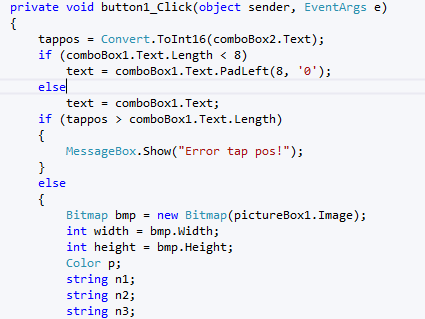 private void button1_Click(object sender, EventArgs e)
{
tappos = Convert.ToInt16(comboBox2.Text);
if (comboBox1.Text.Length < 8)
text = comboBox1.Text.PadLeft(8, '0');
else
text = comboBox1.Text;
if (tappos > comboBox1.Text.Length)
{
MessageBox.Show("Error tap pos!");
}
else
{
Bitmap bmp = new Bitmap(pictureBox1.Image);
int width = bmp.Width;
int height = bmp.Height;
Color p;
string n1;
string n2;
string n3;